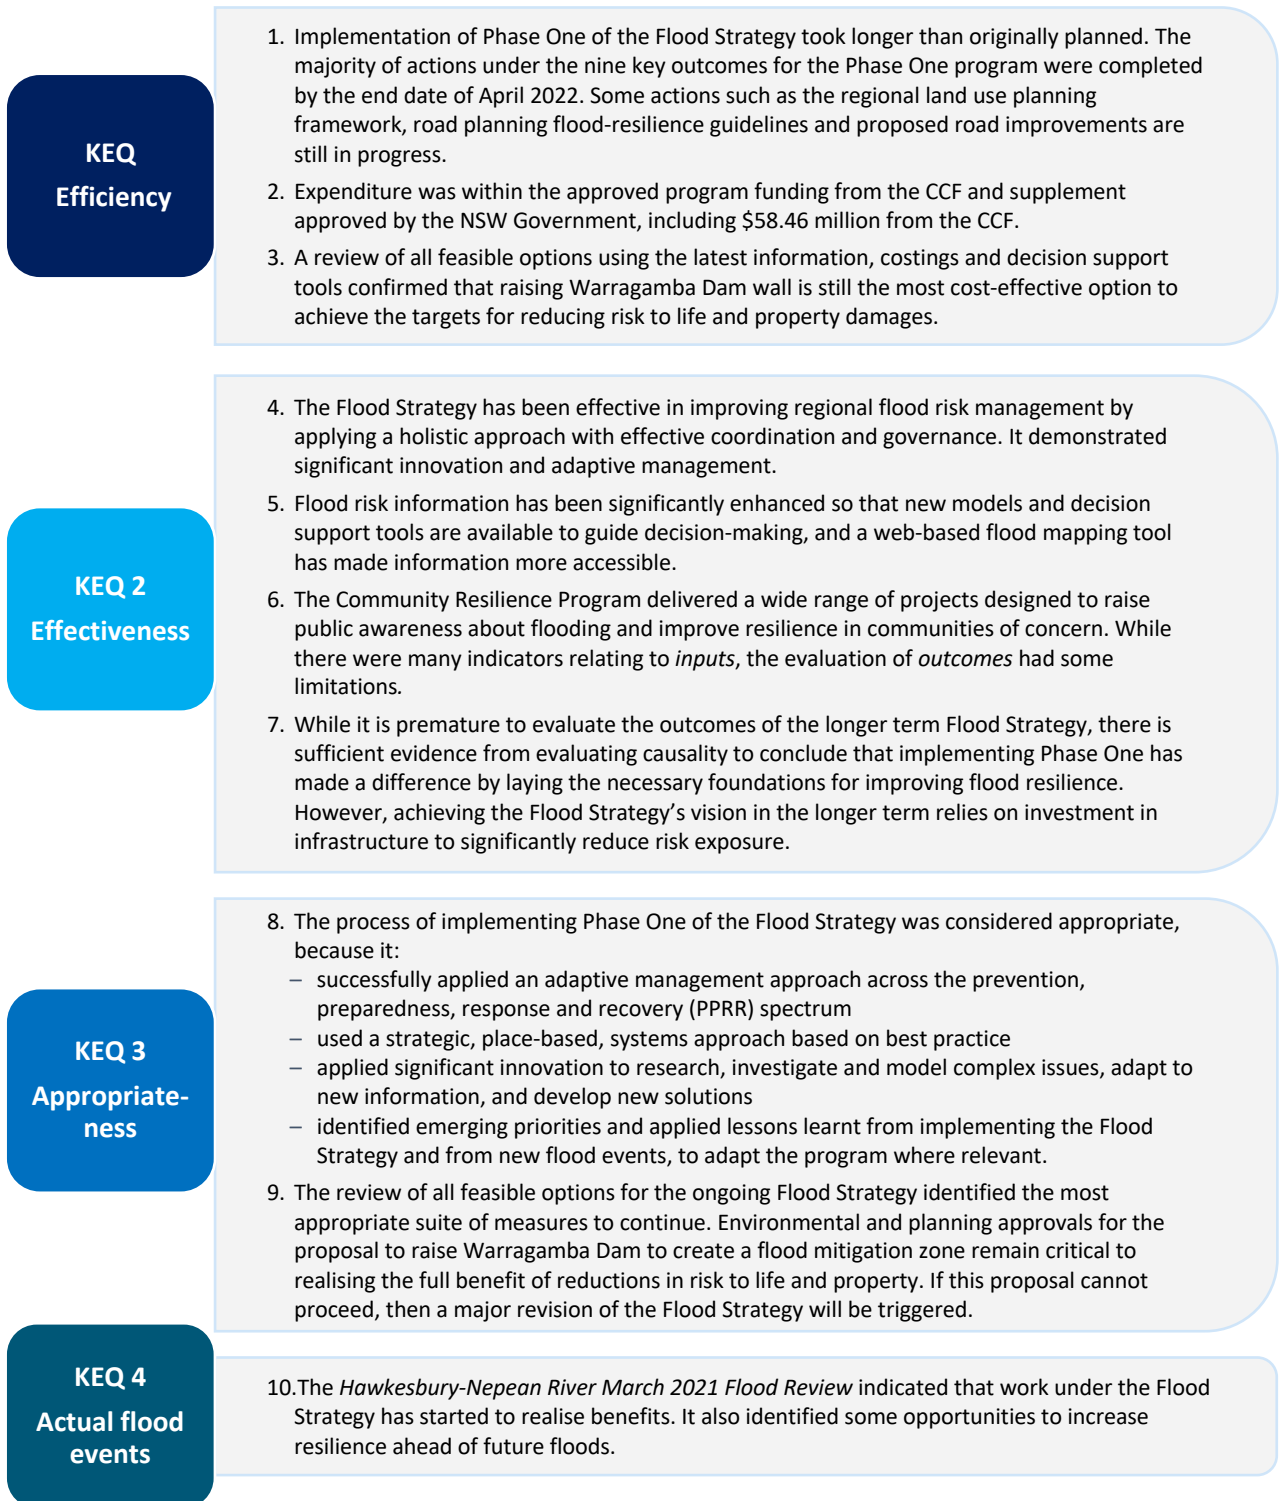 KEQ
Efficiency
1. Implementation of Phase One of the Flood Strategy took longer than originally planned. The
majority of actions under the nine key outcomes for the Phase One program were completed
by the end date of April 2022. Some actions such as the regional land use planning
framework, road planning flood-resilience guidelines and proposed road improvements are
still in progress.
2. Expenditure was within the approved program funding from the CCF and supplement
approved by the NSW Government, including $58.46 million from the CCF.
3. A review of all feasible options using the latest information, costings and decision support
tools confirmed that raising Warragamba Dam wall is still the most cost-effective option to
achieve the targets for reducing risk to life and property damages.
KEQ 2
Effectiveness
4. The Flood Strategy has been effective in improving regional flood risk management by
applying a holistic approach with effective coordination and governance. It demonstrated
significant innovation and adaptive management.
5. Flood risk information has been significantly enhanced so that new models and decision
support tools are available to guide decision-making, and a web-based flood mapping tool
has made information more accessible.
6. The Community Resilience Program delivered a wide range of projects designed to raise
public awareness about flooding and improve resilience in communities of concern. While
there were many indicators relating to inputs, the evaluation of outcomes had some
limitations.
7. While it is premature to evaluate the outcomes of the longer term Flood Strategy, there is
sufficient evidence from evaluating causality to conclude that implementing Phase One has
made a difference by laying the necessary foundations for improving flood resilience.
However, achieving the Flood Strategy's vision in the longer term relies on investment in
infrastructure to significantly reduce risk exposure.
KEQ 3
Appropriate-
ness
8. The process of implementing Phase One of the Flood Strategy was considered appropriate,
because it:
– successfully applied an adaptive management approach across the prevention,
preparedness, response and recovery (PPRR) spectrum
– used a strategic, place-based, systems approach based on best practice
– applied significant innovation to research, investigate and model complex issues, adapt to
new information, and develop new solutions
– identified emerging priorities and applied lessons learnt from implementing the Flood
Strategy and from new flood events, to adapt the program where relevant.
9. The review of all feasible options for the ongoing Flood Strategy identified the most
appropriate suite of measures to continue. Environmental and planning approvals for the
proposal to raise Warragamba Dam to create a flood mitigation zone remain critical to
realising the full benefit of reductions in risk to life and property. If this proposal cannot
proceed, then a major revision of the Flood Strategy will be triggered.
KEQ 4
Actual flood
events
10.The Hawkesbury-Nepean River March 2021 Flood Review indicated that work under the Flood
Strategy has started to realise benefits. It also identified some opportunities to increase
resilience ahead of future floods.